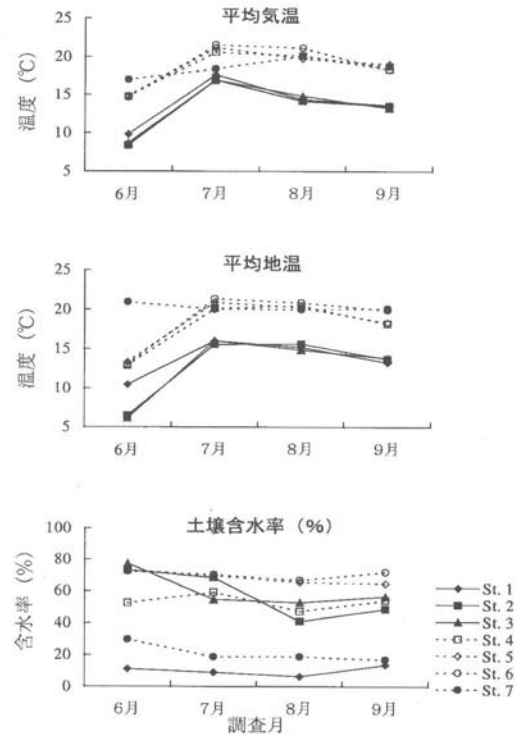 平均気温
温度 (℃)
25
20
15
10
5
6月 7月 8月 9月
平均地温
温度 (℃)
25
20
15
10
5
6月 7月 8月 9月
土壌含水率 (%)
含水率 (%)
100
80
60
40
20
0
6月 7月 8月 9月
調査月
St. 1
St. 2
St. 3
St. 4
St. 5
St. 6
St. 7